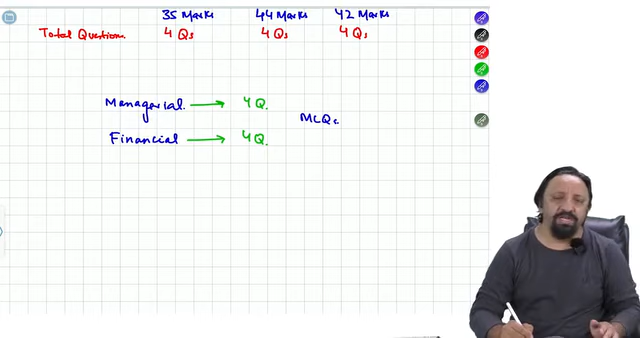 35 Marks 44 Marks 42 Marks
Total Questions 4 Qs 4 Qs 4 Qs
Managerial → 4 Q.
MCQs
Financial → 4 Q.